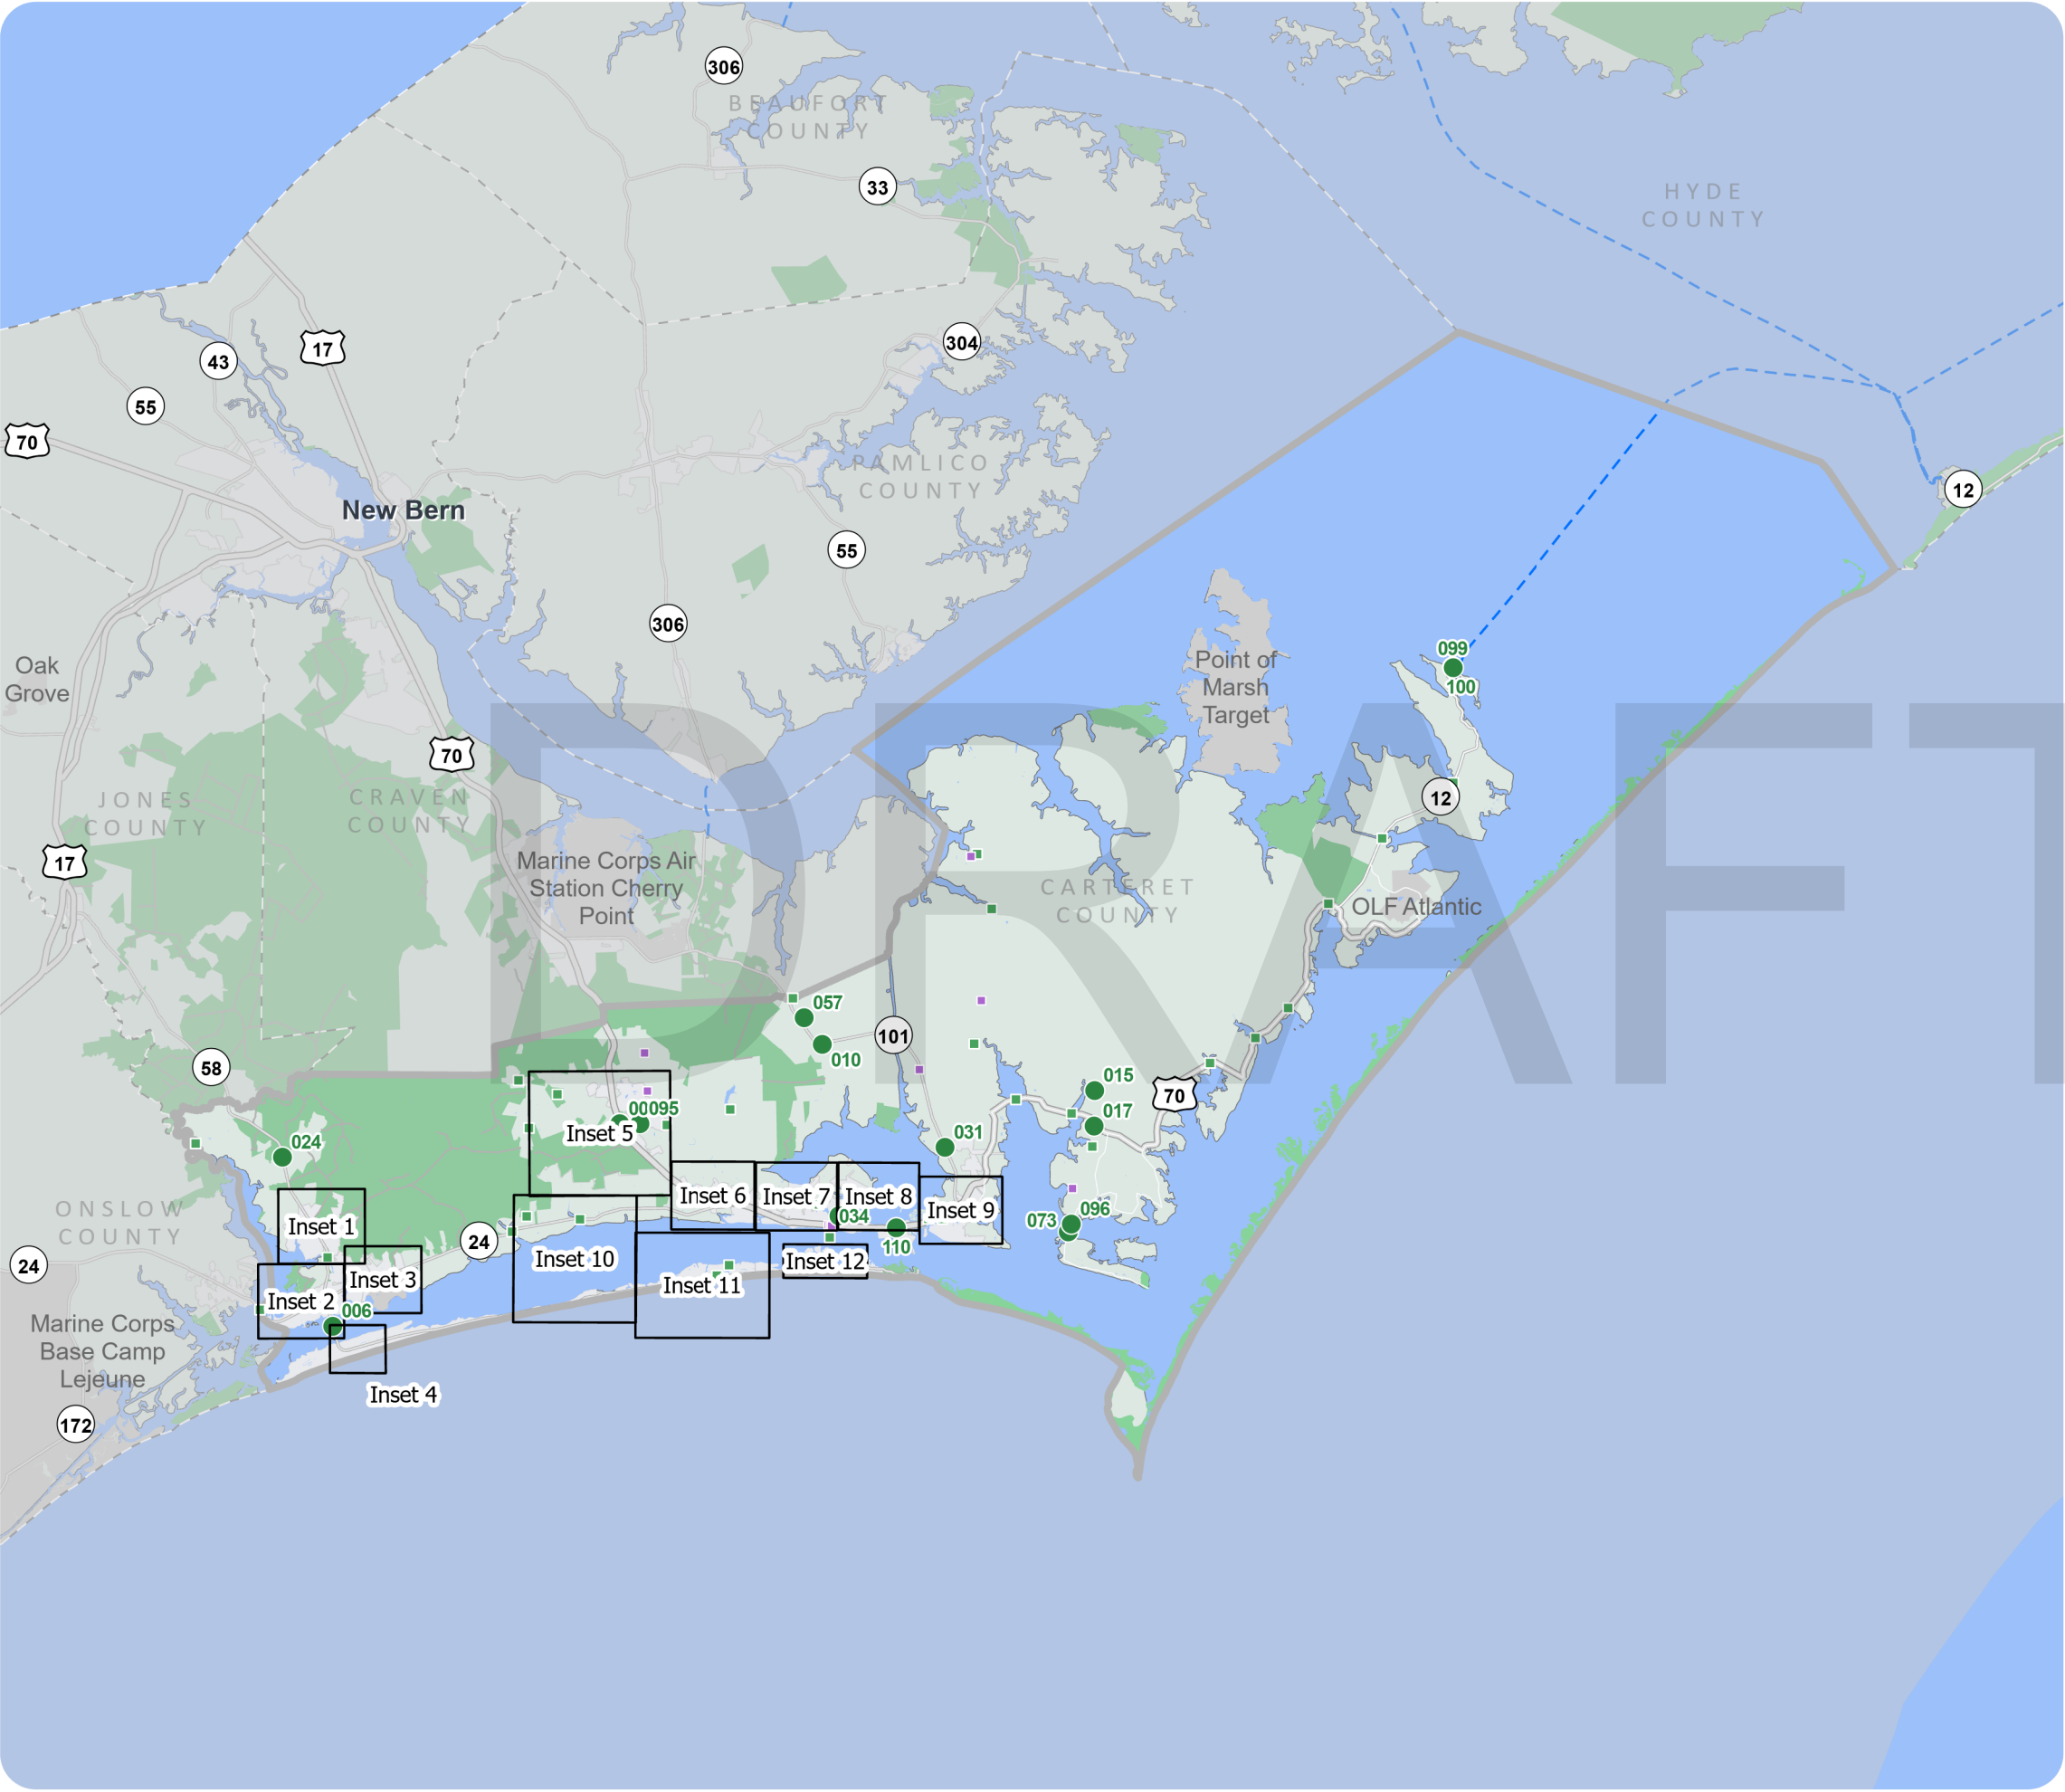 306
BEAUFORT
COUNTY
33
HYDE
COUNTY
304
17
43
55
70
PAMLICO
COUNTY
12
New Bern
55
306
099
100
Oak
Grove
Point of
Marsh
Target
DRAFT
70
JONES
COUNTY
CRAVEN
COUNTY
12
17
Marine Corps Air
Station Cherry
Point
CARTERET
COUNTY
OLF Atlantic
057
101
010
58
015
70
095
017
Inset 5
031
024
Inset 6
Inset 7
Inset 8
Inset 9
ONSLOW
COUNTY
Inset 1
034
073
096
24
110
24
Inset 10
Inset 12
Inset 3
Inset 11
Inset 2
006
Marine Corps
Base Camp
Lejeune
Inset 4
172